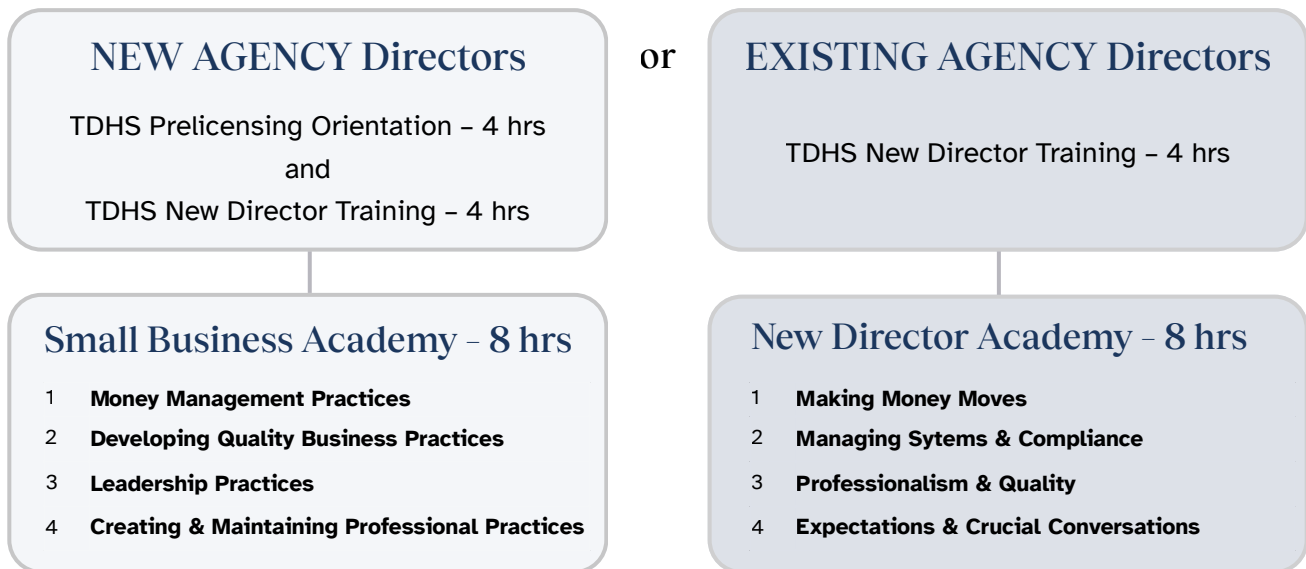 NEW AGENCY Directors
TDHS Prelicensing Orientation – 4 hrs
and
TDHS New Director Training – 4 hrs
or
EXISTING AGENCY Directors
TDHS New Director Training – 4 hrs
Small Business Academy - 8 hrs
1 Money Management Practices
2 Developing Quality Business Practices
3 Leadership Practices
4 Creating & Maintaining Professional Practices
New Director Academy - 8 hrs
1 Making Money Moves
2 Managing Sytems & Compliance
3 Professionalism & Quality
4 Expectations & Crucial Conversations